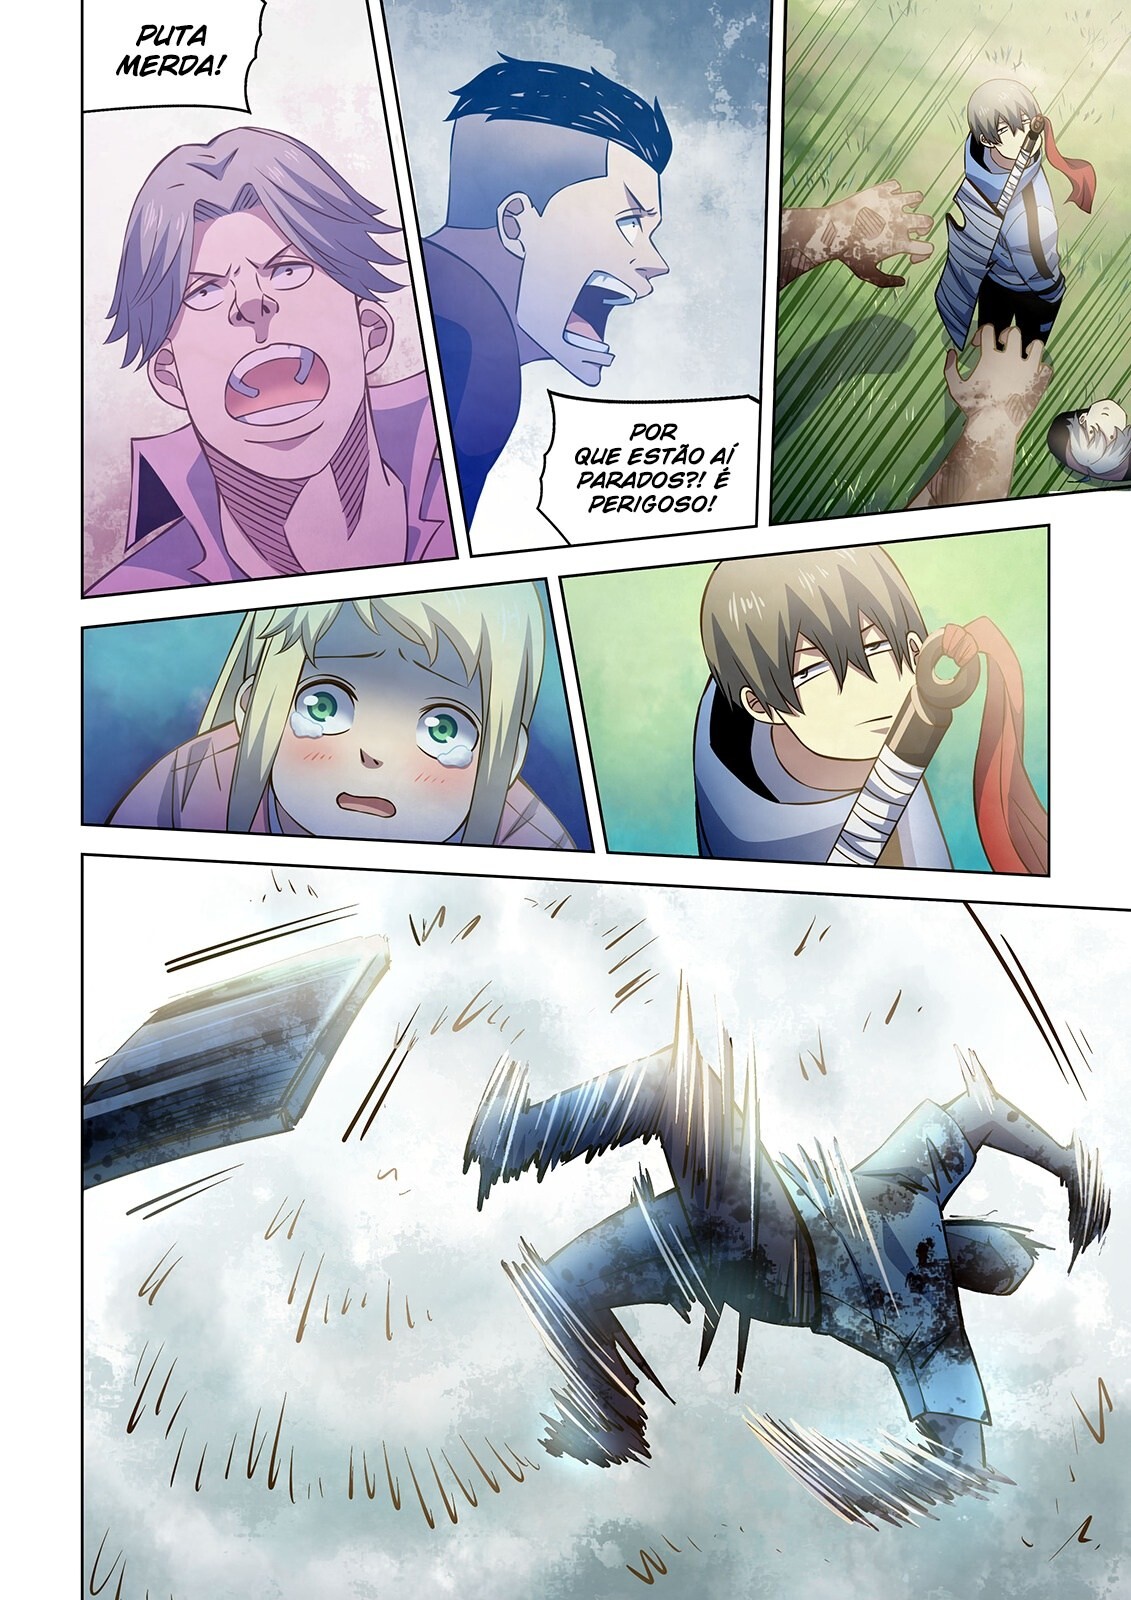 PUTA
MERDA!
POR
QUE ESTÃO AÍ
PARADOS?! É
PERIGOSO!